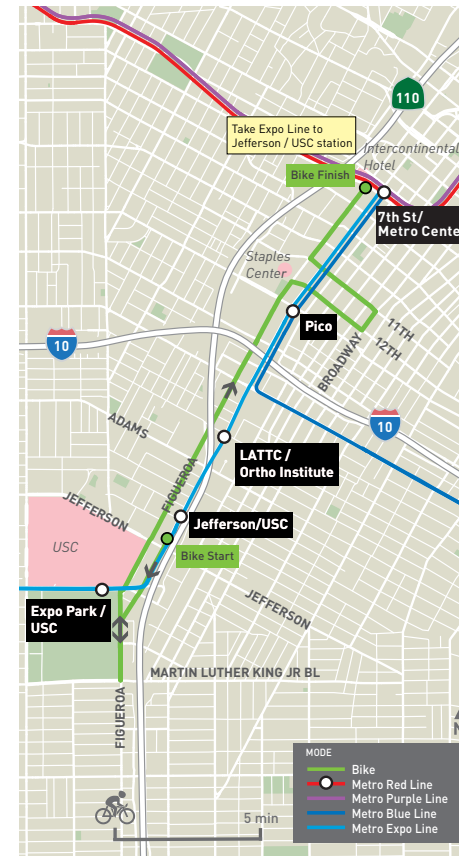 110
Take Expo Line to
Jefferson / USC station
Intercontinental
Hotel
Bike Finish
7th St/
Metro Cente
Staples
Center
Pico
11TH
12TH
10
BROADWAY
10
ADAMS
FIGUEROA
LATTC /
Ortho Institute
JEFFERSON
Jefferson/USC
USC
Bike Start
Expo Park /
USC
JEFFERSON
MARTIN LUTHER KING JR BL
FIGUEROA
MODE
Bike
Metro Red Line
Metro Purple Line
Metro Blue Line
Metro Expo Line
5 min